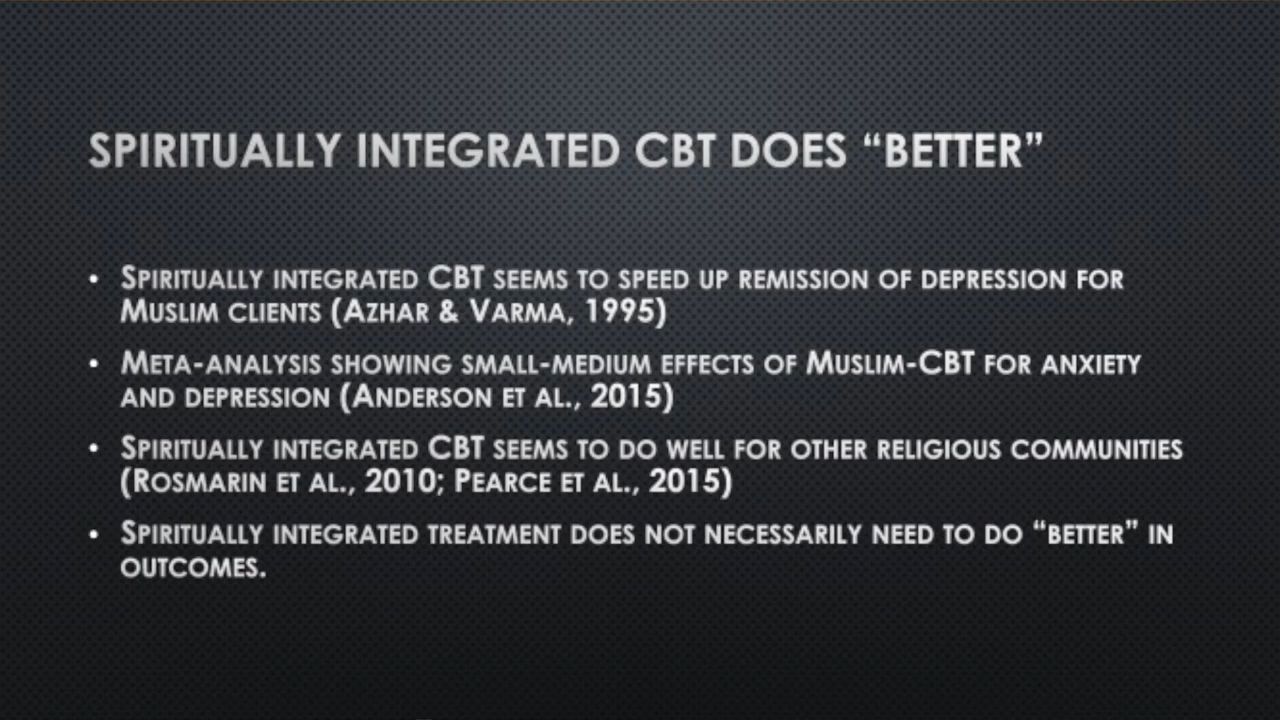 SPIRITUALLY INTEGRATED CBT DOES “BETTER”
• SPIRITUALLY INTEGRATED CBT SEEMS TO SPEED UP REMISSION OF DEPRESSION FOR
MUSLIM CLIENTS (AZHAR & VARMA, 1995)
• META-ANALYSIS SHOWING SMALL-MEDIUM EFFECTS OF MUSLIM-CBT FOR ANXIETY
AND DEPRESSION (ANDERSON ET AL., 2015)
• SPIRITUALLY INTEGRATED CBT SEEMS TO DO WELL FOR OTHER RELIGIOUS COMMUNITIES
(ROSMARIN ET AL., 2010; PEARCE ET AL., 2015)
• SPIRITUALLY INTEGRATED TREATMENT DOES NOT NECESSARILY NEED TO DO “BETTER” IN
OUTCOMES.